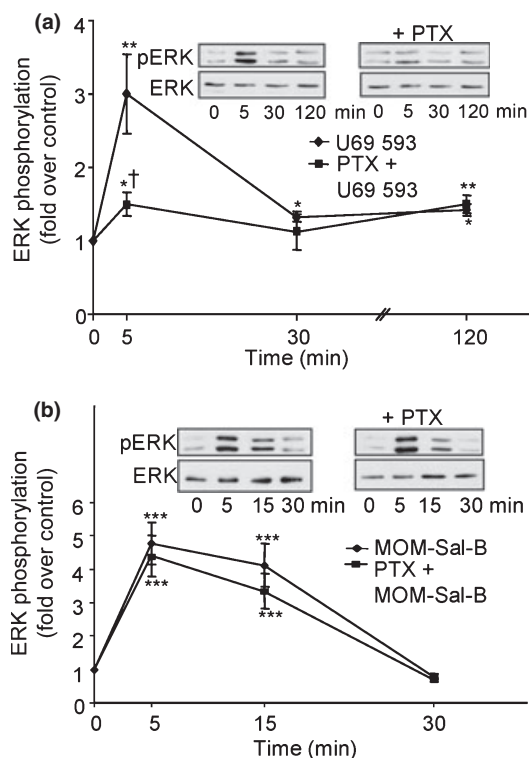 (a)
+ PTX
pERK
ERK
0 5 30 120 min
0 5 30 120
U69 593
PTX +
U69 593
ERK phosphorylation
(fold over control)
4
3
2
1
0
**
*†
*
**
*
0 5 30 120
Time (min)
(b)
+ PTX
pERK
ERK
0 5 15 30 min
0 5 15 30
MOM-Sal-B
PTX +
MOM-Sal-B
ERK phosphorylation
(fold over control)
6
5
4
3
2
1
0
***
***
***
***
0 5 15 30
Time (min)